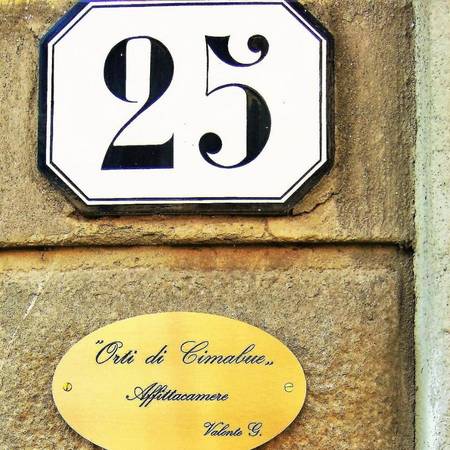 25
"Orti di Cimabue„
Affittacamere
Valente G.